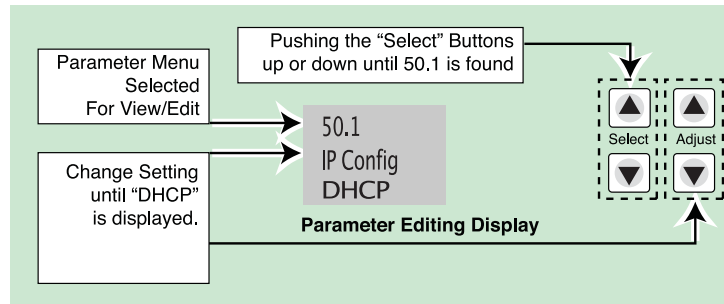 Pushing the “Select” Buttons
up or down until 50.1 is found
Parameter Menu
Selected
For View/Edit
50.1
IP Config
DHCP
Select
Adjust
Change Setting
until “DHCP”
is displayed.
Parameter Editing Display